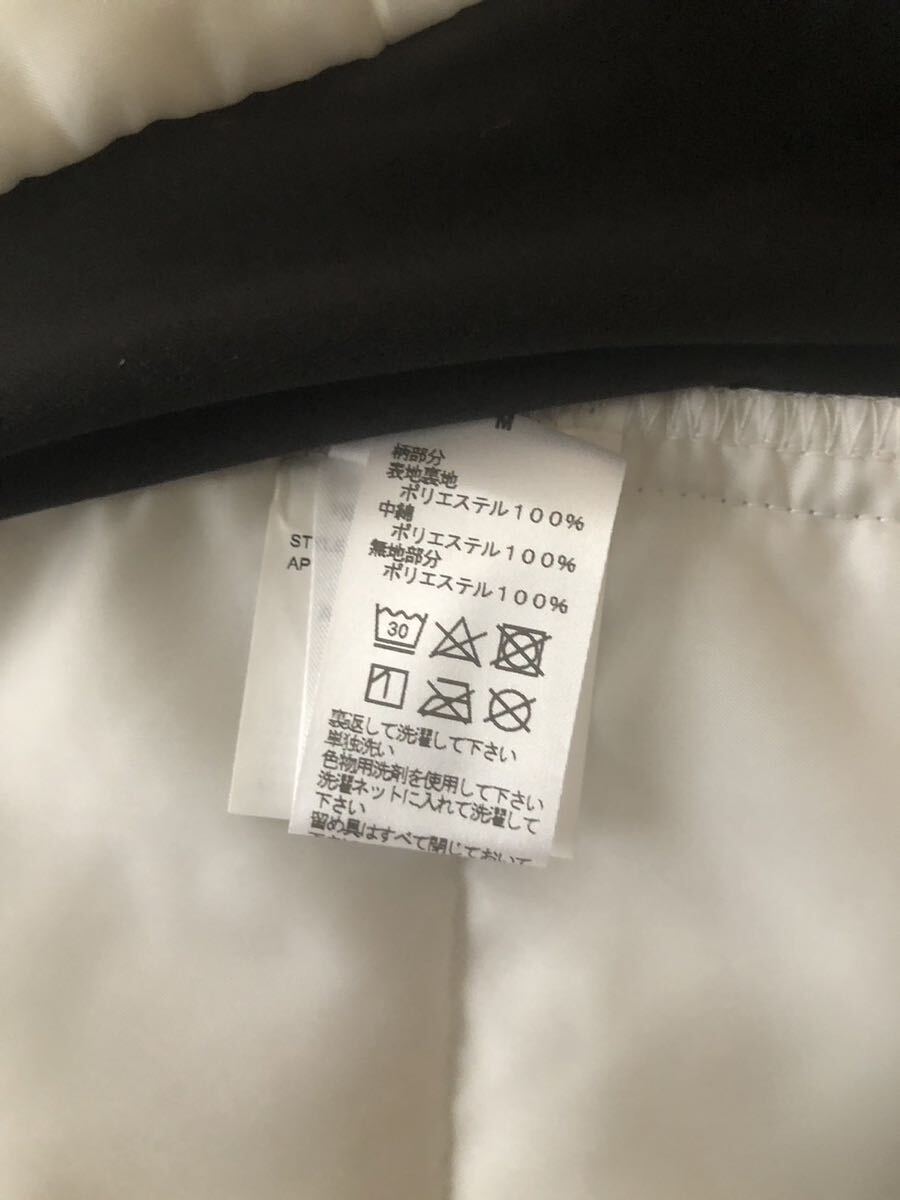 M
柄部分
表地裏地
ポリエステル１００％
中綿
ポリエステル１００％
無地部分
ポリエステル１００％
30
裏返して洗濯して下さい
単独洗い
色物用洗剤を使用して下さい
洗濯ネットに入れて洗濯して
下さい
留め具はすべて閉じておいて
ST
AP